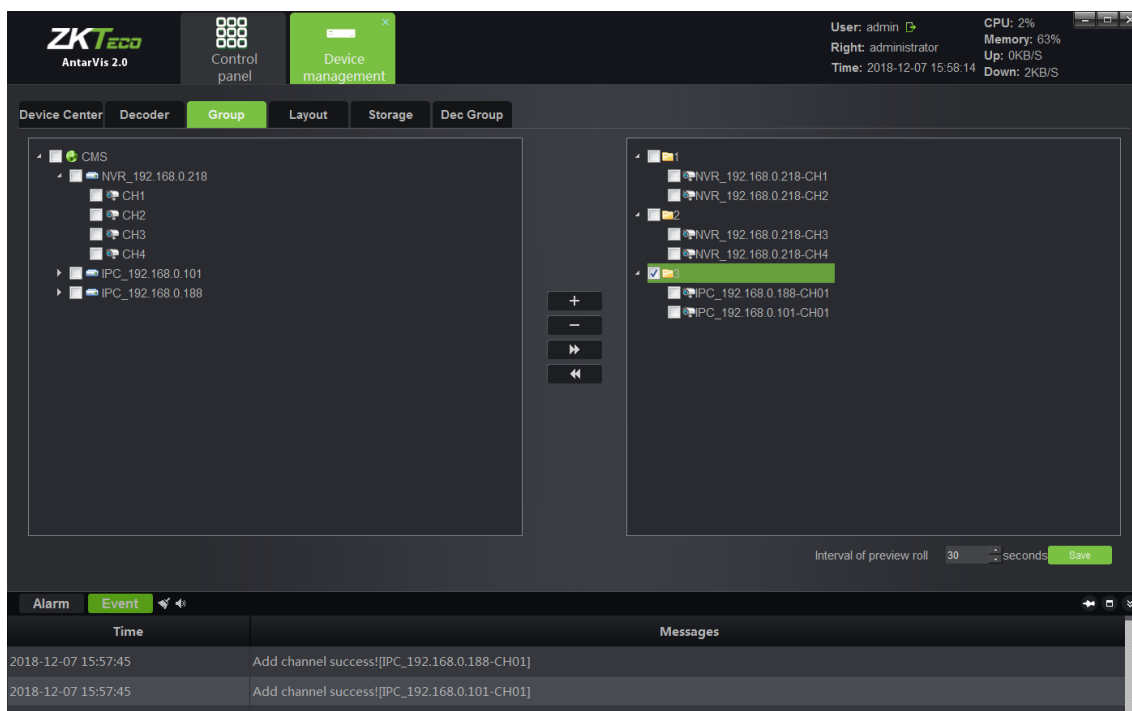 ZKTeco
AntarVis 2.0
Control panel
Device management
User: admin
Right: administrator
Time: 2018-12-07 15:58:14
CPU: 2%
Memory: 63%
Up: 0KB/S
Down: 2KB/S
Device Center Decoder Group Layout Storage Dec Group
CMS
NVR_192.168.0.218
CH1
CH2
CH3
CH4
IPC_192.168.0.101
IPC_192.168.0.188
1
NVR_192.168.0.218-CH1
NVR_192.168.0.218-CH2
2
NVR_192.168.0.218-CH3
NVR_192.168.0.218-CH4
3
IPC_192.168.0.188-CH01
IPC_192.168.0.101-CH01
Interval of preview roll 30 seconds Save
Alarm Event
Time Messages
2018-12-07 15:57:45 Add channel success![IPC_192.168.0.188-CH01]
2018-12-07 15:57:45 Add channel success![IPC_192.168.0.101-CH01]